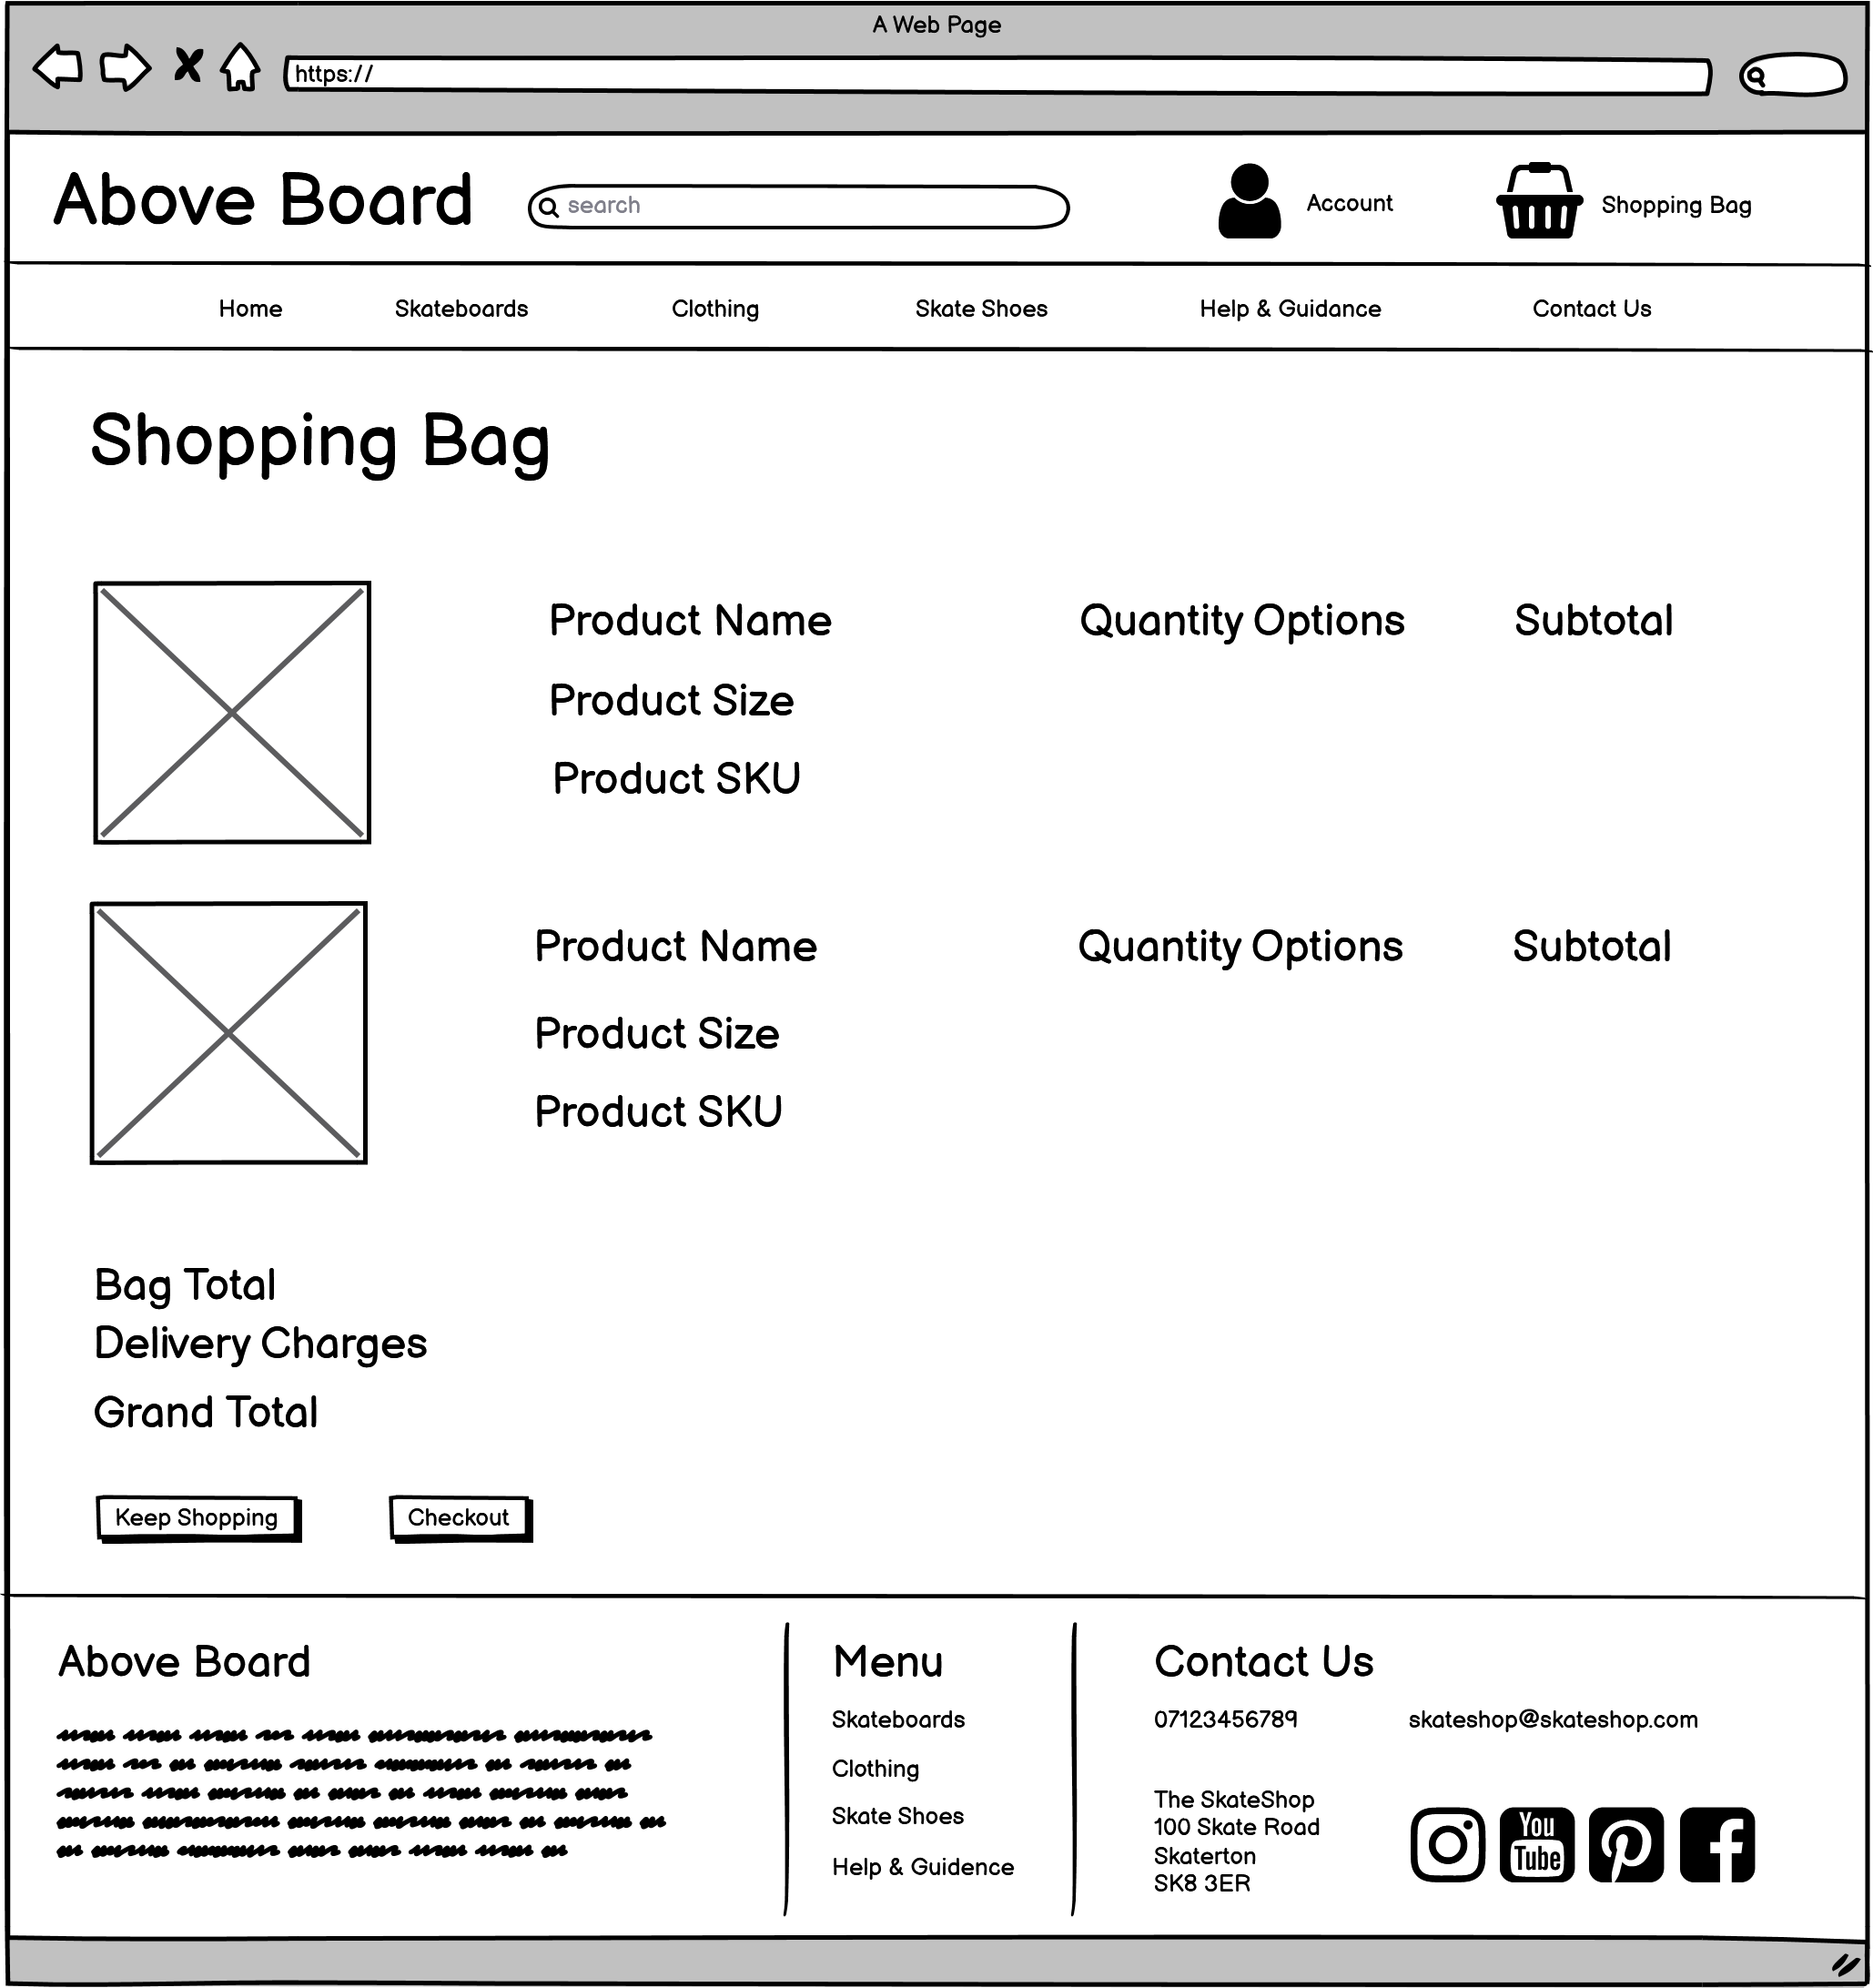 A Web Page
https://
Above Board
search
Account
Shopping Bag
Home Skateboards Clothing Skate Shoes Help & Guidance Contact Us
Shopping Bag
Product Name Quantity Options Subtotal
Product Size
Product SKU
Product Name Quantity Options Subtotal
Product Size
Product SKU
Bag Total
Delivery Charges
Grand Total
Keep Shopping Checkout
Above Board
Menu
Skateboards
Clothing
Skate Shoes
Help & Guidence
Contact Us
07123456789 skateshop@skateshop.com
The SkateShop
100 Skate Road
Skaterton
SK8 3ER
You
Tube